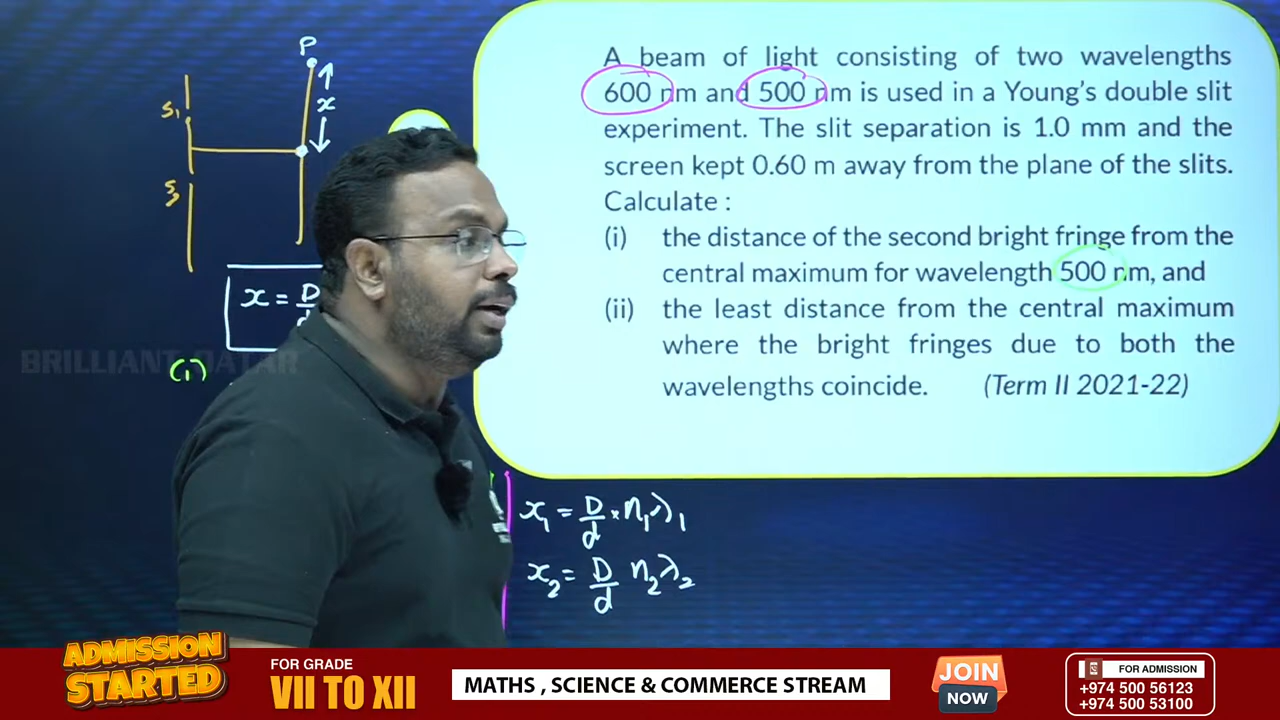 P
x
S₁
S₂
x = D/d
(i)
BRILLIANT QATAR
A beam of light consisting of two wavelengths
600 nm and 500 nm is used in a Young's double slit
experiment. The slit separation is 1.0 mm and the
screen kept 0.60 m away from the plane of the slits.
Calculate :
(i) the distance of the second bright fringe from the
central maximum for wavelength 500 nm, and
(ii) the least distance from the central maximum
where the bright fringes due to both the
wavelengths coincide. (Term II 2021-22)
x₁ = D/d × n₁λ₁
x₂ = D/d n₂λ₂
ADMISSION
STARTED
FOR GRADE
VII TO XII
MATHS , SCIENCE & COMMERCE STREAM
JOIN
NOW
FOR ADMISSION
+974 500 56123
+974 500 53100